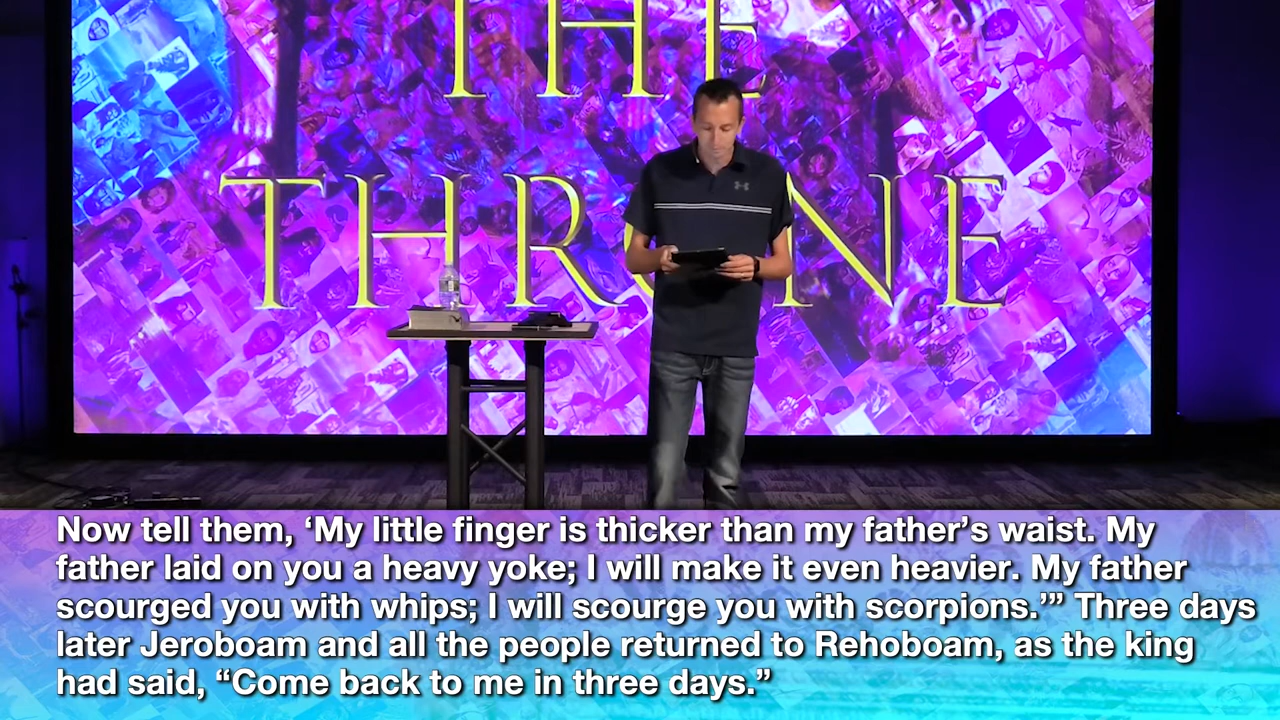 THE
THRONE
Now tell them, ‘My little finger is thicker than my father’s waist. My
father laid on you a heavy yoke; I will make it even heavier. My father
scourged you with whips; I will scourge you with scorpions.’” Three days
later Jeroboam and all the people returned to Rehoboam, as the king
had said, “Come back to me in three days.”